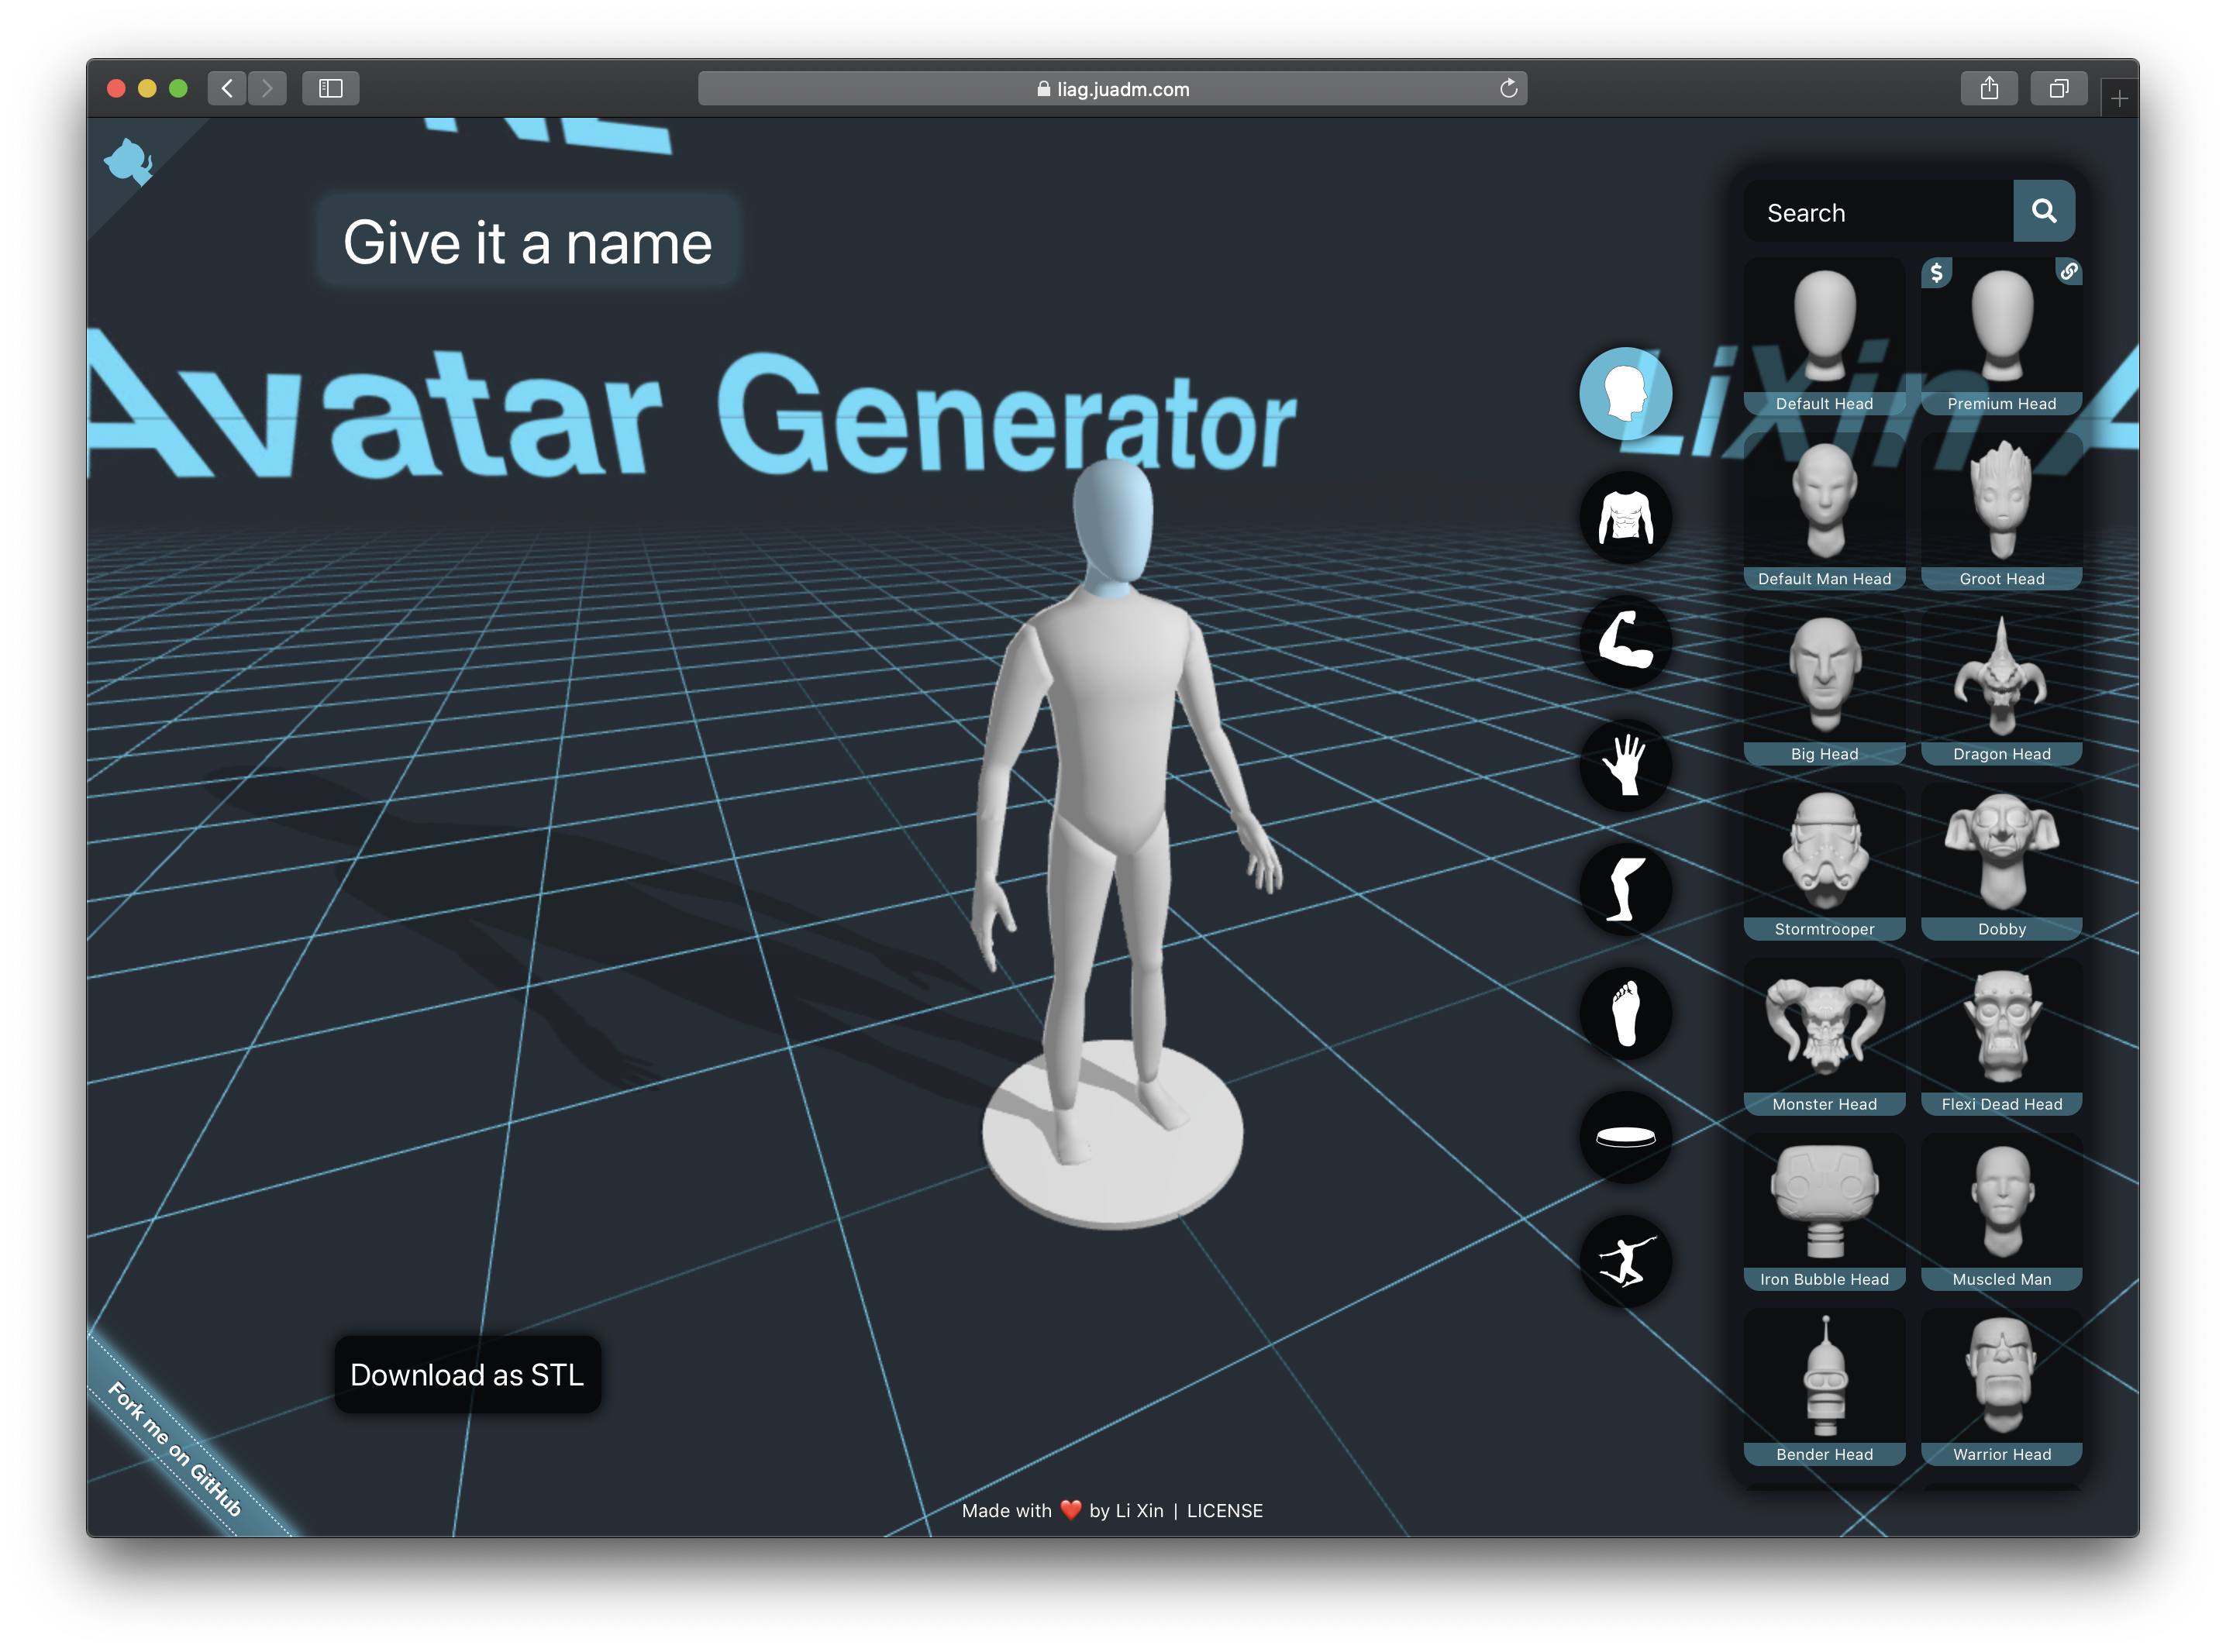 liag.juadm.com
Give it a name
Avatar Generator
LiXin A
Search
$
Default Head
Premium Head
Default Man Head
Groot Head
Big Head
Dragon Head
Stormtrooper
Dobby
Monster Head
Flexi Dead Head
Iron Bubble Head
Muscled Man
Bender Head
Warrior Head
Download as STL
Fork me on GitHub
Made with ❤️ by Li Xin | LICENSE